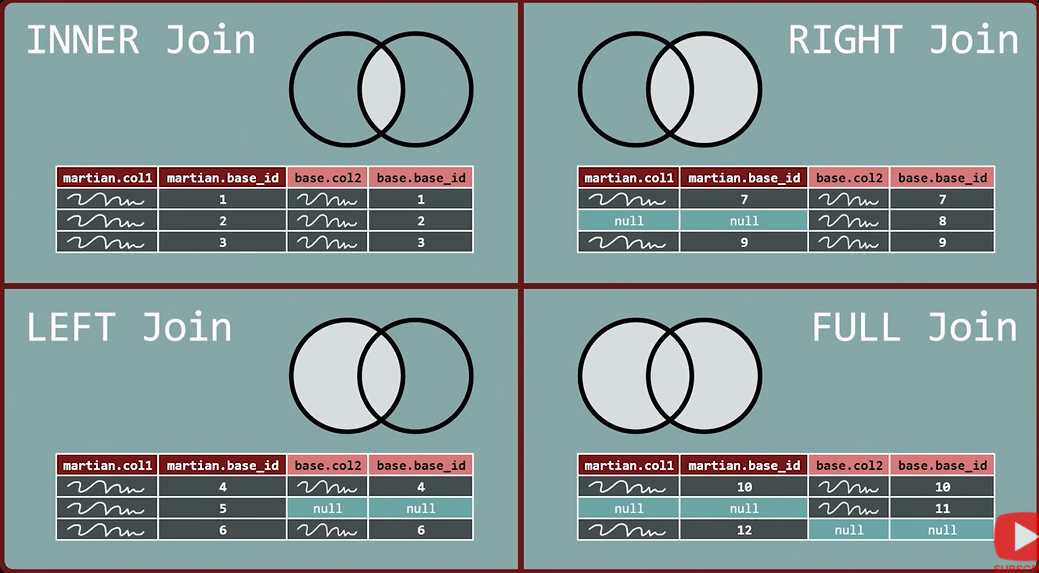 INNER Join
martian.col1 martian.base_id base.col2 base.base_id
1 1
2 2
3 3
RIGHT Join
martian.col1 martian.base_id base.col2 base.base_id
7 7
null null 8
9 9
LEFT Join
martian.col1 martian.base_id base.col2 base.base_id
4 4
5 null null
6 6
FULL Join
martian.col1 martian.base_id base.col2 base.base_id
10 10
null null 11
12 null null